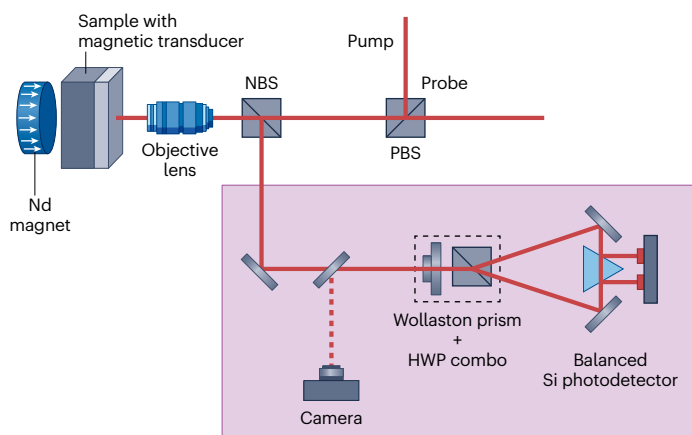 Sample with
magnetic transducer
Pump
NBS
Probe
Objective
lens
PBS
Nd
magnet
Wollaston prism
+
HWP combo
Balanced
Si photodetector
Camera